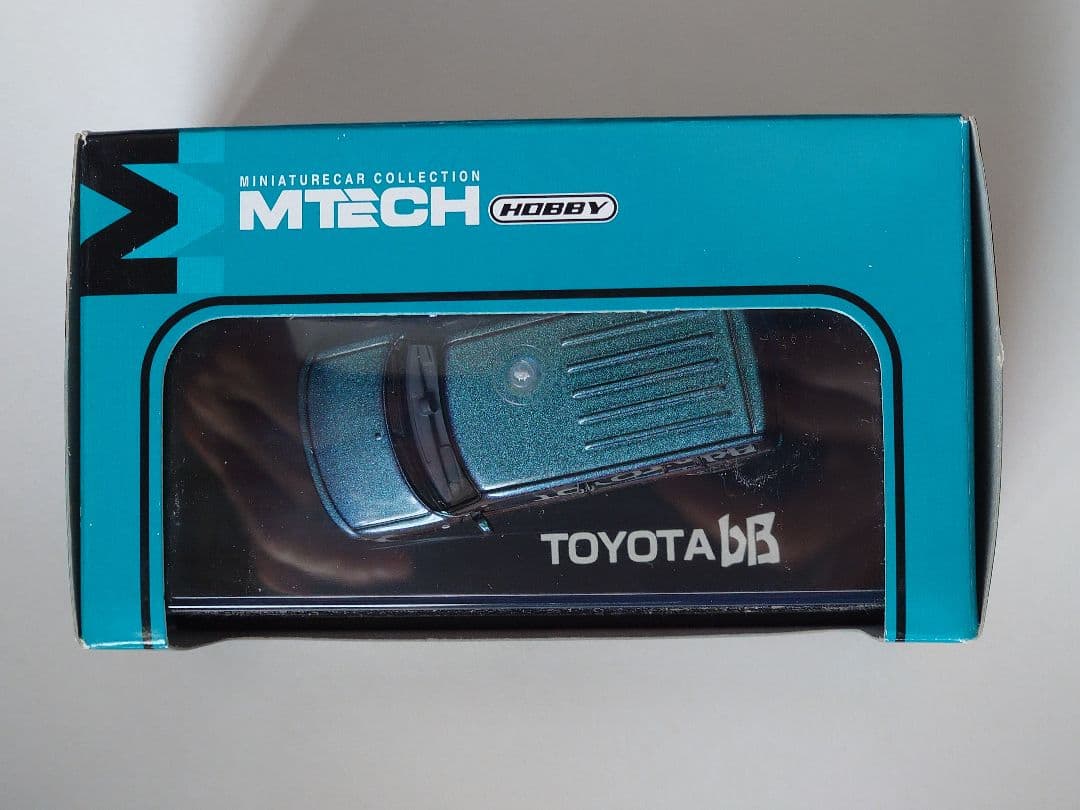 MINIATURECAR COLLECTION
MTECH HOBBY
TOYOTA bB